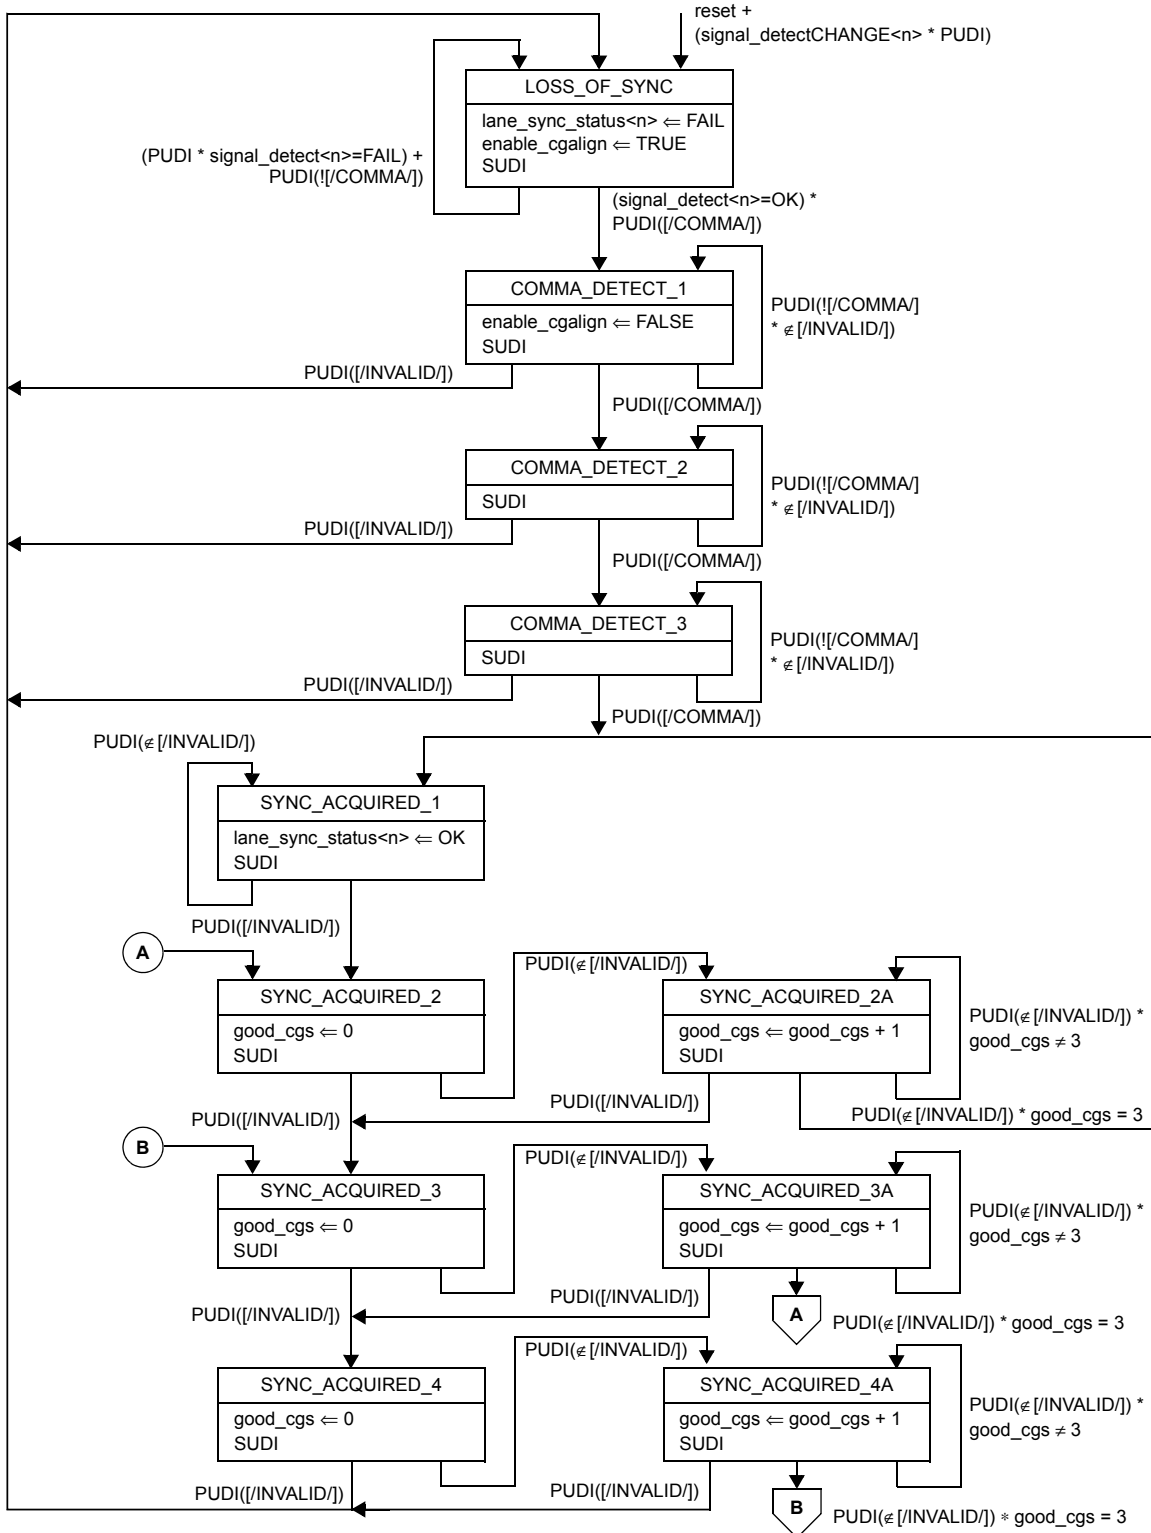 reset +
(signal_detectCHANGE<n> * PUDI)
LOSS_OF_SYNC
lane_sync_status<n> ⇐ FAIL
enable_cgalign ⇐ TRUE
SUDI
(PUDI * signal_detect<n>=FAIL) +
PUDI(![/COMMA/])
(signal_detect<n>=OK) *
PUDI([/COMMA/])
COMMA_DETECT_1
enable_cgalign ⇐ FALSE
SUDI
PUDI(![/COMMA/]
* ∉[/INVALID/])
PUDI([/INVALID/])
PUDI([/COMMA/])
COMMA_DETECT_2
SUDI
PUDI(![/COMMA/]
* ∉[/INVALID/])
PUDI([/INVALID/])
PUDI([/COMMA/])
COMMA_DETECT_3
SUDI
PUDI(![/COMMA/]
* ∉[/INVALID/])
PUDI([/INVALID/])
PUDI([/COMMA/])
PUDI(∉[/INVALID/])
SYNC_ACQUIRED_1
lane_sync_status<n> ⇐ OK
SUDI
PUDI([/INVALID/])
A
PUDI(∉[/INVALID/])
SYNC_ACQUIRED_2
good_cgs ⇐ 0
SUDI
SYNC_ACQUIRED_2A
good_cgs ⇐ good_cgs + 1
SUDI
PUDI(∉[/INVALID/]) *
good_cgs ≠ 3
PUDI([/INVALID/])
PUDI([/INVALID/])
PUDI(∉[/INVALID/]) * good_cgs = 3
B
PUDI(∉[/INVALID/])
SYNC_ACQUIRED_3
good_cgs ⇐ 0
SUDI
SYNC_ACQUIRED_3A
good_cgs ⇐ good_cgs + 1
SUDI
PUDI(∉[/INVALID/]) *
good_cgs ≠ 3
PUDI([/INVALID/])
PUDI([/INVALID/])
A
PUDI(∉[/INVALID/]) * good_cgs = 3
PUDI(∉[/INVALID/])
SYNC_ACQUIRED_4
good_cgs ⇐ 0
SUDI
SYNC_ACQUIRED_4A
good_cgs ⇐ good_cgs + 1
SUDI
PUDI(∉[/INVALID/]) *
good_cgs ≠ 3
PUDI([/INVALID/])
PUDI([/INVALID/])
B
PUDI(∉[/INVALID/]) * good_cgs = 3